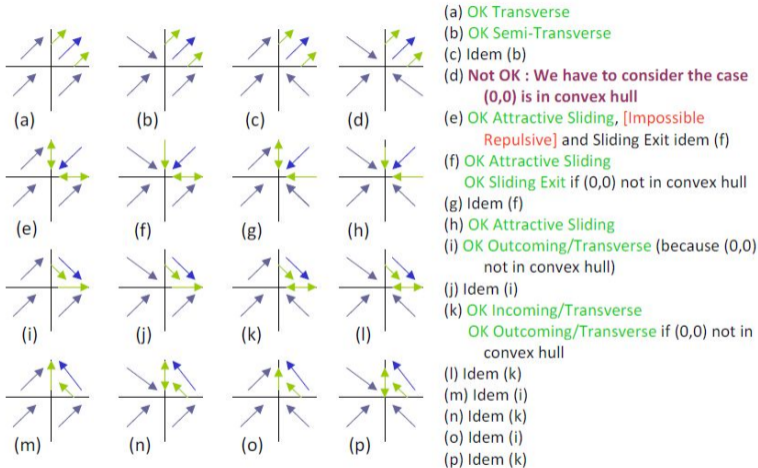 (a) (b) (c) (d)
(e) (f) (g) (h)
(i) (j) (k) (l)
(m) (n) (o) (p)
(a) OK Transverse
(b) OK Semi-Transverse
(c) Idem (b)
(d) Not OK : We have to consider the case
(0,0) is in convex hull
(e) OK Attractive Sliding, [Impossible
Repulsive] and Sliding Exit idem (f)
(f) OK Attractive Sliding
OK Sliding Exit if (0,0) not in convex hull
(g) Idem (f)
(h) OK Attractive Sliding
(i) OK Outcoming/Transverse (because (0,0)
not in convex hull)
(j) Idem (i)
(k) OK Incoming/Transverse
OK Outcoming/Transverse if (0,0) not in
convex hull
(l) Idem (k)
(m) Idem (i)
(n) Idem (k)
(o) Idem (i)
(p) Idem (k)